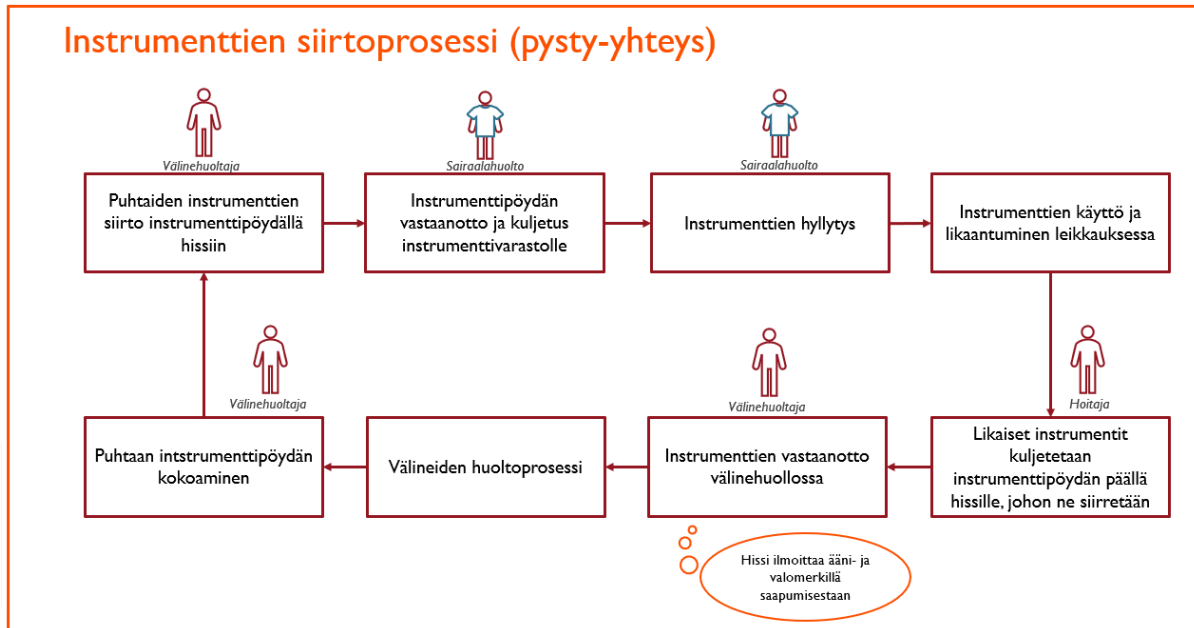 Instrumenttien siirtoprosessi (pysty-yhteys)
Välinehuoltaja
Sairaalahuolto
Sairaalahuolto
Puhtaiden instrumenttien
siirto instrumenttipöydällä
hissiin
Instrumenttipöydän
vastaanotto ja kuljetus
instrumenttivarastolle
Instrumenttien hyllytys
Instrumenttien käyttö ja
likaantuminen leikkauksessa
Välinehuoltaja
Välinehuoltaja
Hoitaja
Puhtaan intstrumenttipöydän
kokoaminen
Välineiden huoltoprosessi
Instrumenttien vastaanotto
välinehuollossa
Likaiset instrumentit
kuljetetaan
instrumenttipöydän päällä
hissille, johon ne siirretään
Hissi ilmoittaa ääni- ja
valomerkillä
saapumisestaan